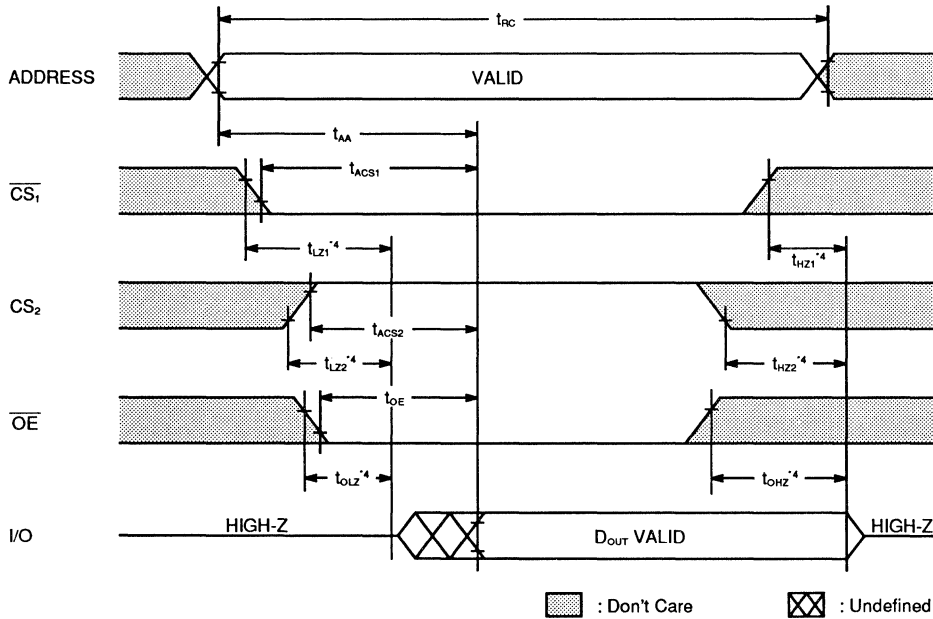 tRC
ADDRESS
VALID
tAA
tACS1
CS1
tLZ1*4
tHZ1*4
CS2
tACS2
tLZ2*4
tHZ2*4
tOE
OE
tOLZ*4
tOHZ*4
I/O
HIGH-Z
DOUT VALID
HIGH-Z
: Don't Care
: Undefined